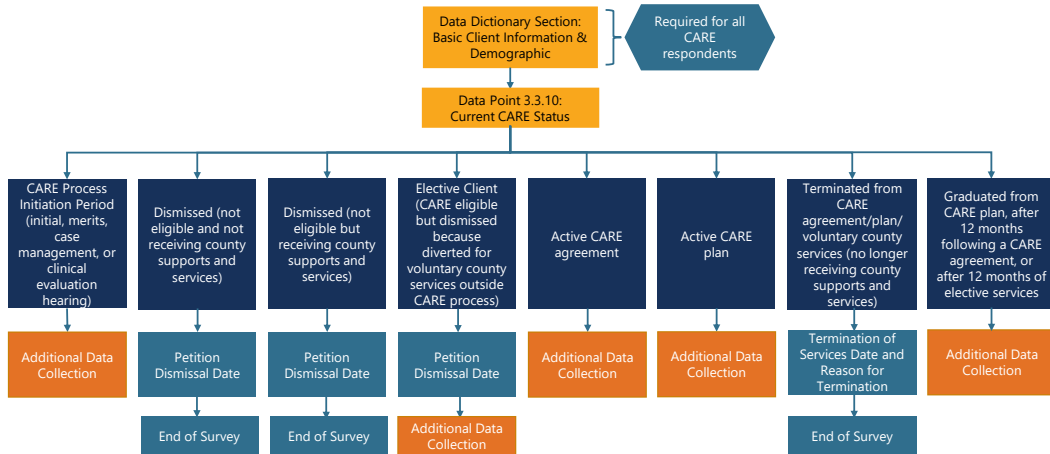 Data Dictionary Section:
Basic Client Information &
Demographic
Required for all
CARE
respondents
Data Point 3.3.10:
Current CARE Status
CARE Process
Initiation Period
(initial, merits,
case
management, or
clinical
evaluation
hearing)
Dismissed (not
eligible and not receiving
county
supports and
services)
Dismissed (not
eligible but
receiving county
supports and
services)
Elective Client
(CARE eligible
but dismissed
because
diverted for
voluntary county
services outside
CARE process)
Active CARE
agreement
Active CARE
plan
Terminated from
CARE
agreement/plan/
voluntary county
services (no longer
receiving county
supports and
services)
Graduated from
CARE plan, after
12 months
following a CARE
agreement, or
after 12 months of
elective services
Additional Data
Collection
Petition
Dismissal Date
Petition
Dismissal Date
Petition
Dismissal Date
Additional Data
Collection
Additional Data
Collection
Termination of
Services Date and
Reason for
Termination
Additional Data
Collection
End of Survey
End of Survey
Additional Data
Collection
End of Survey